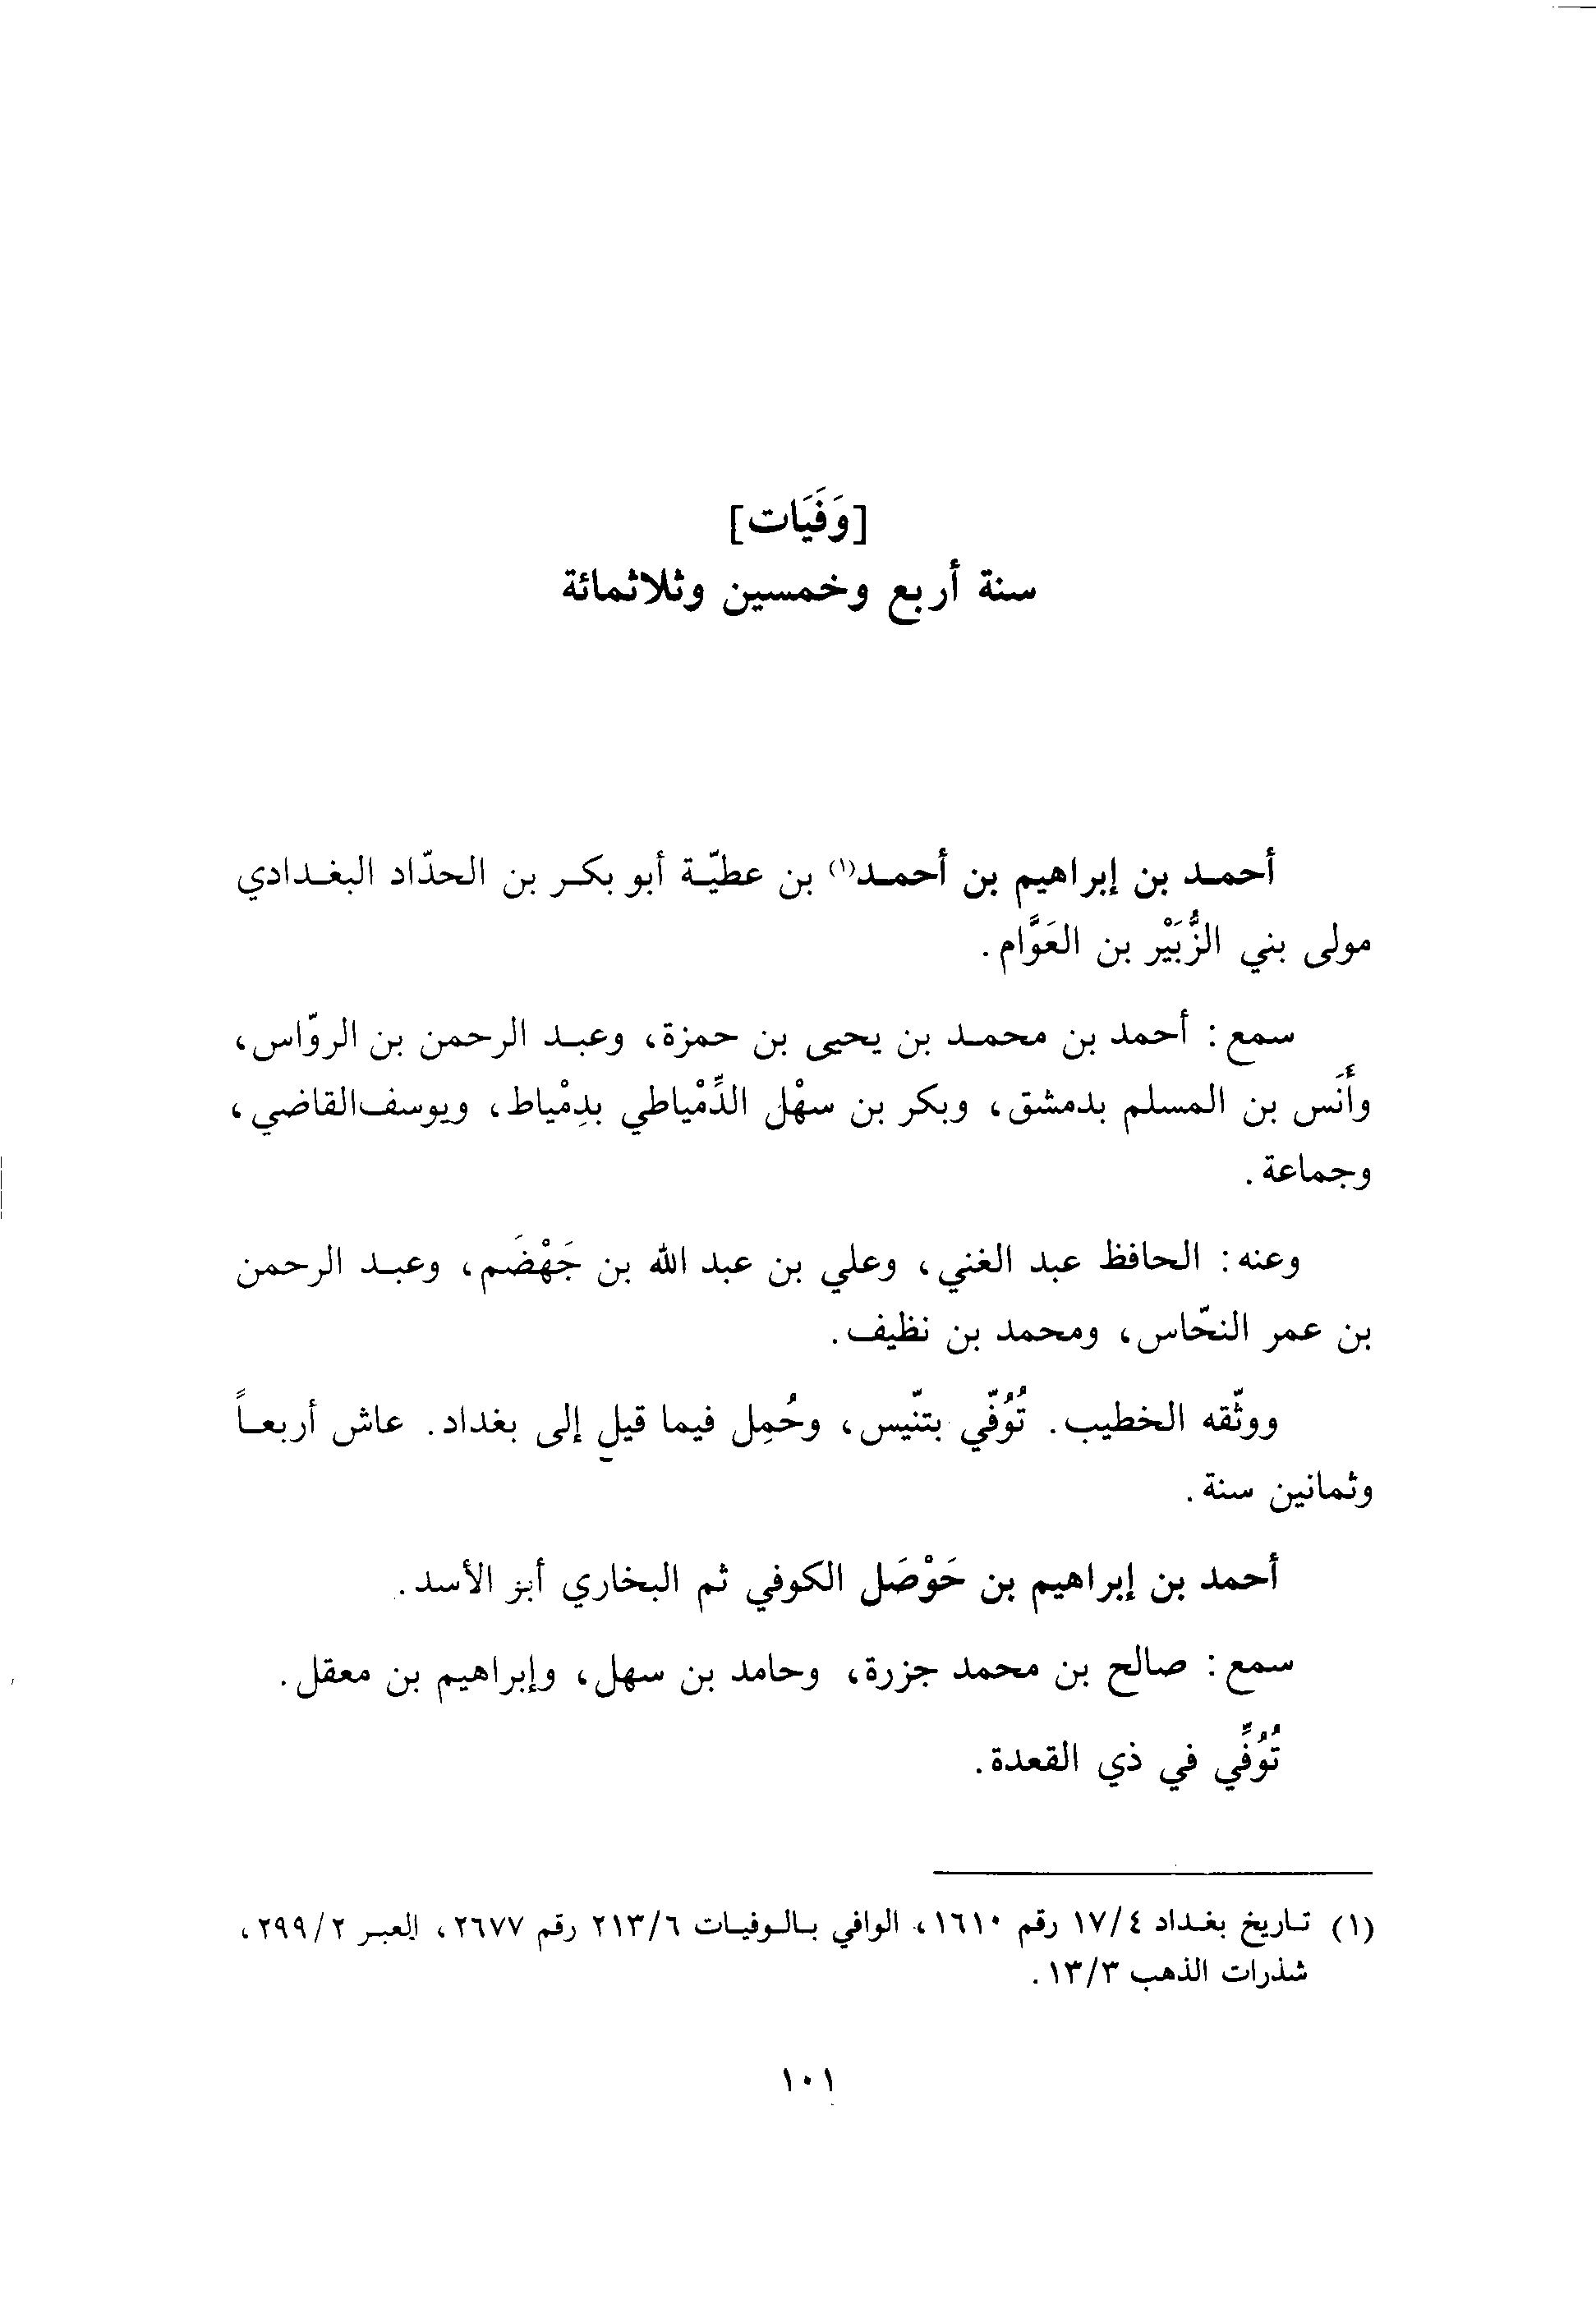 [وَفَيَات]
سنة أربع وخمسين وثلاثمائة
أحمد بن إبراهيم بن أحمد(١) بن عطيّة أبو بكر بن الحدّاد البغدادي
مولى بني الزُّبَيْر بن العَوَّام.
سمع: أحمد بن محمد بن يحيى بن حمزة، وعبد الرحمن بن الروّاس،
وأَنَس بن المسلم بدمشق، وبكر بن سهْل الدِّمْياطي بدِمْياط، ويوسف القاضي،
وجماعة.
وعنه: الحافظ عبد الغني، وعلي بن عبد الله بن جَهْضَم، وعبد الرحمن
بن عمر النحّاس، ومحمد بن نظيف.
ووثّقه الخطيب. تُوُفّي بتنّيس، وحُمِل فيما قيل إلى بغداد. عاش أربعاً
وثمانين سنة.
أحمد بن إبراهيم بن حَوْصَل الكوفي ثم البخاري أبو الأسد.
سمع: صالح بن محمد جزرة، وحامد بن سهل، وإبراهيم بن معقل.
تُوُفِّي في ذي القعدة.
(١) تاريخ بغداد ١٧/٤ رقم ١٦١٠، الوافي بالوفيات ٢١٣/٦ رقم ٢٦٧٧، العبر ٢٩٩/٢،
شذرات الذهب ١٣/٣.
١٠١